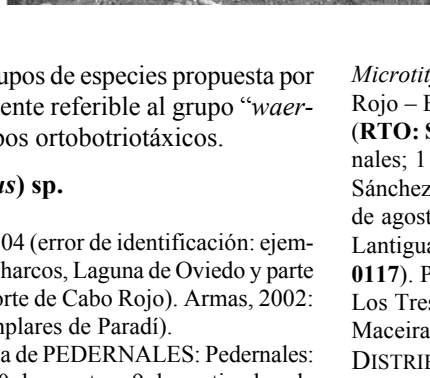 upos de especies propuesta por
ente referible al grupo “waer-
pos ortobotriotáxicos.
us) sp.
04 (error de identificación: ejem-
harcos, Laguna de Oviedo y parte
orte de Cabo Rojo). Armas, 2002:
plares de Paradí).
a de PEDERNALES: Pedernales:
Microtity
Rojo –
(RTO:
nales; 1
Sánchez
de agost
Lantigua
0117). P
Los Tres
Maceira
DISTRIB